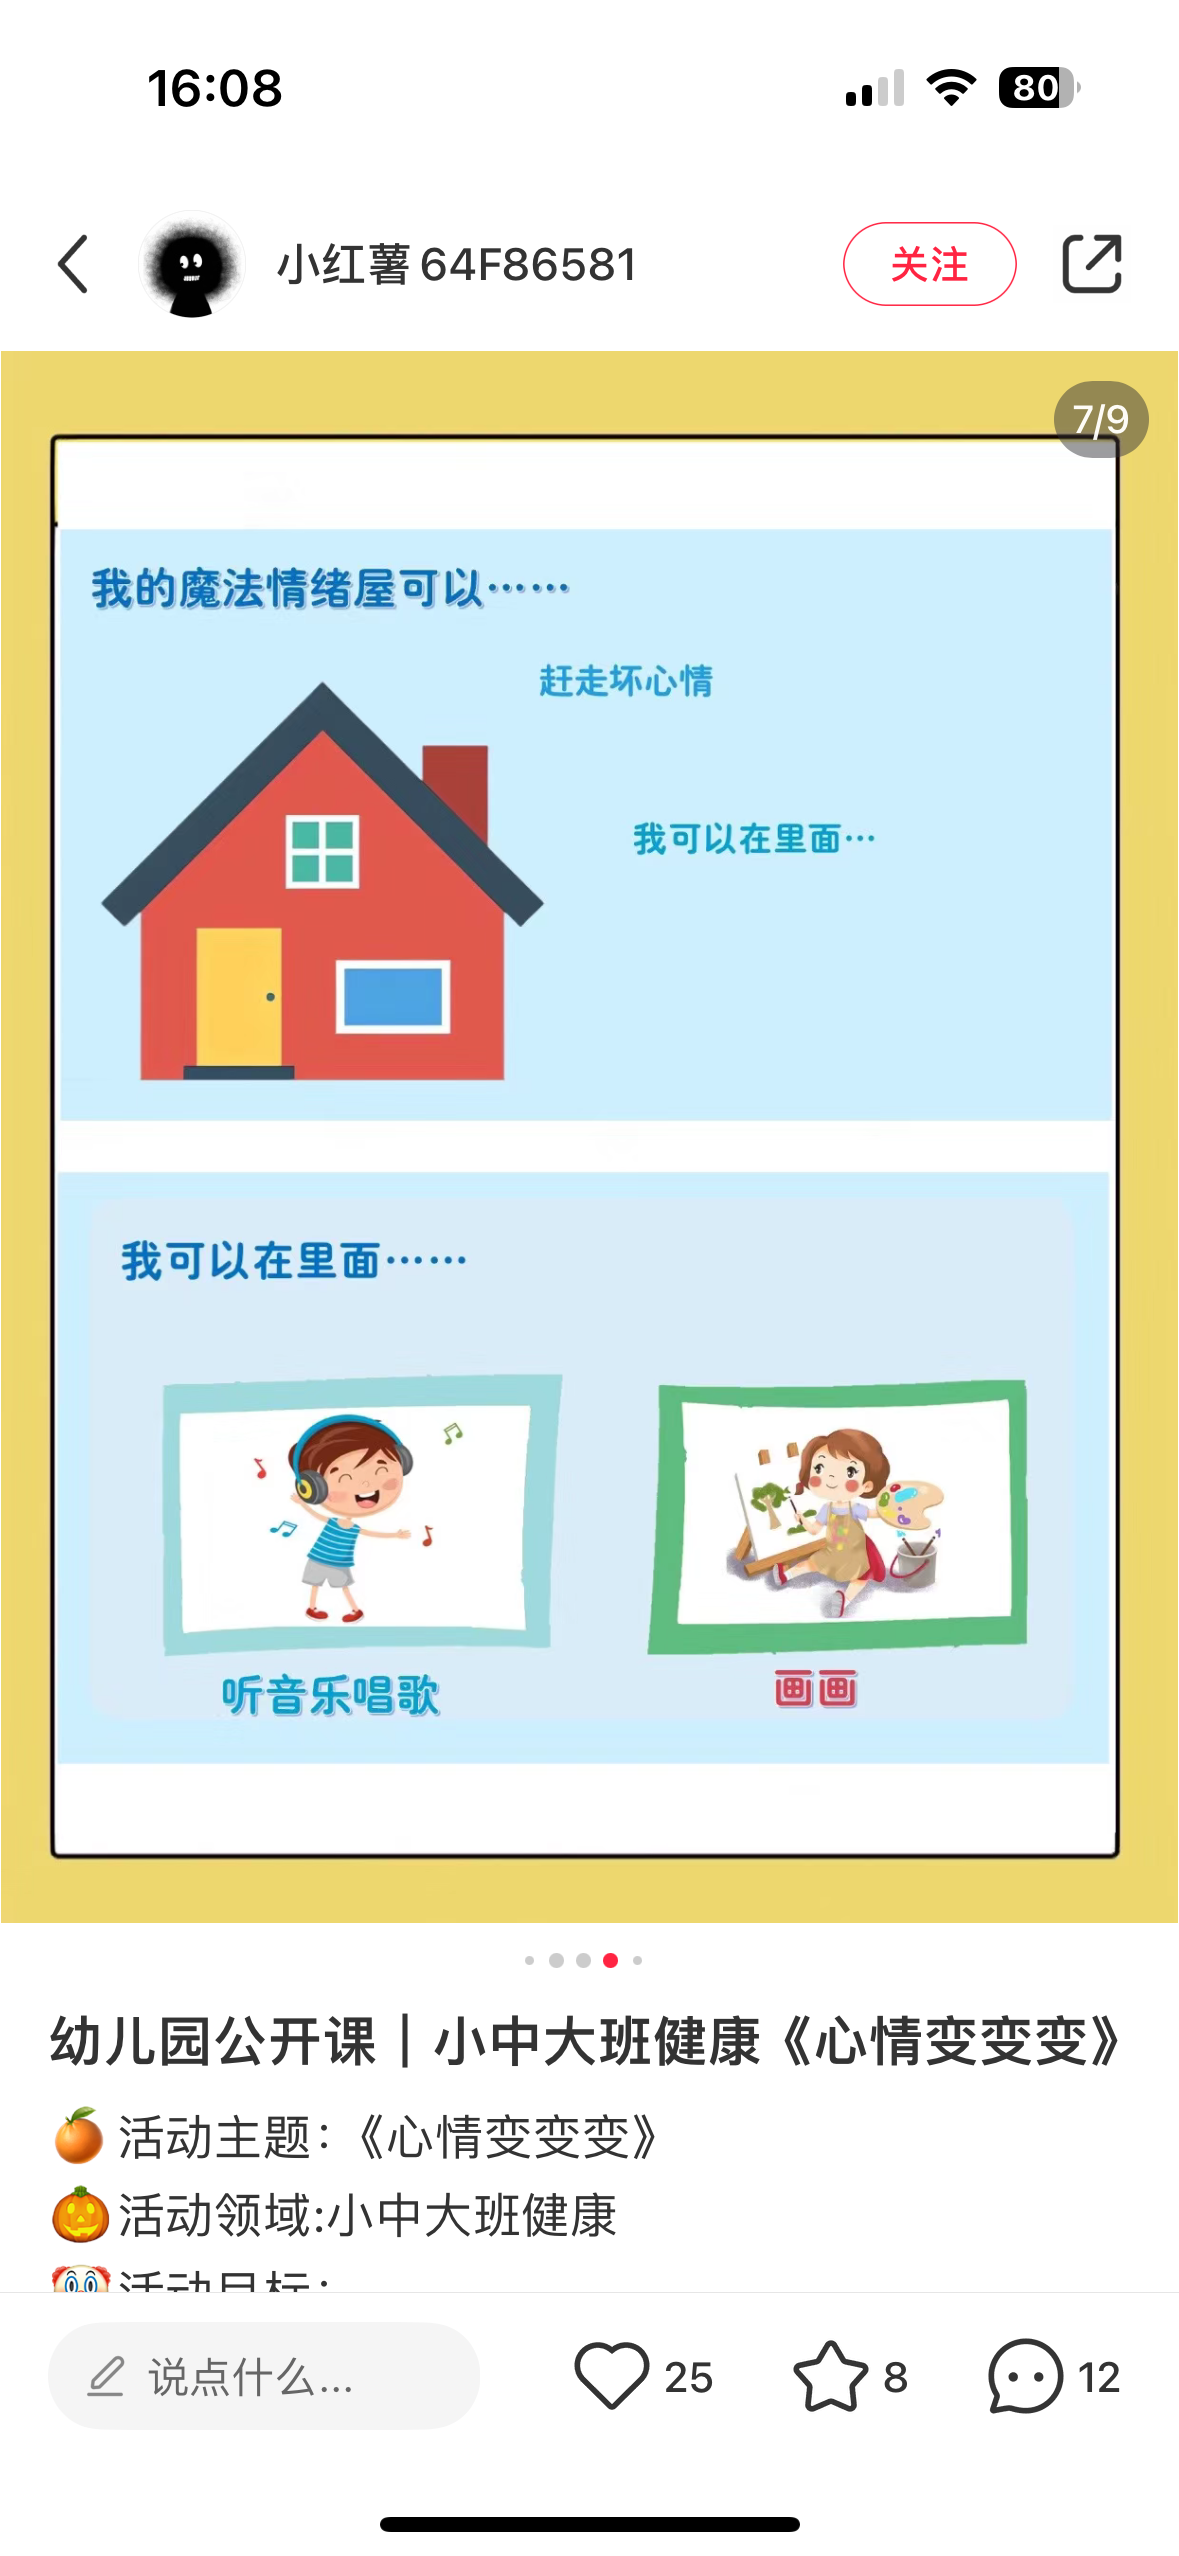 16:08
80
小红薯64F86581
关注
7/9
我的魔法情绪屋可以……
赶走坏心情
我可以在里面…
我可以在里面……
听音乐唱歌
画画
幼儿园公开课｜小中大班健康《心情变变变》
活动主题：《心情变变变》
活动领域:小中大班健康
活动目标：
说点什么...
25
8
12